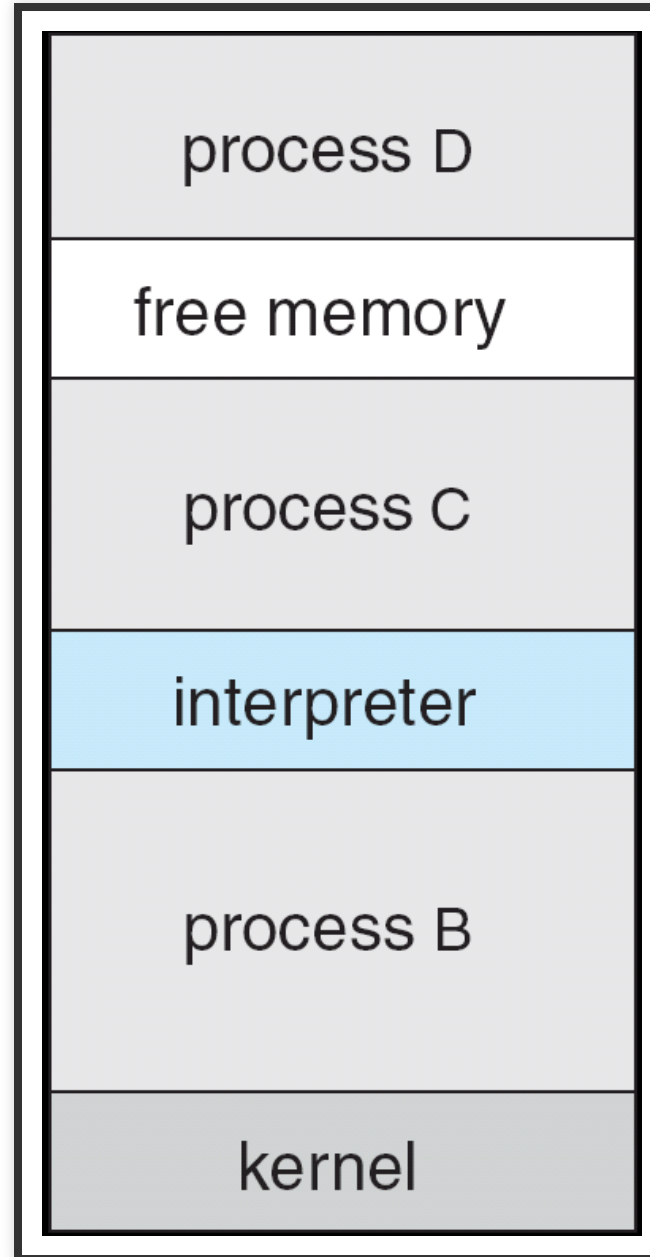 process D
free memory
process C
interpreter
process B
kernel